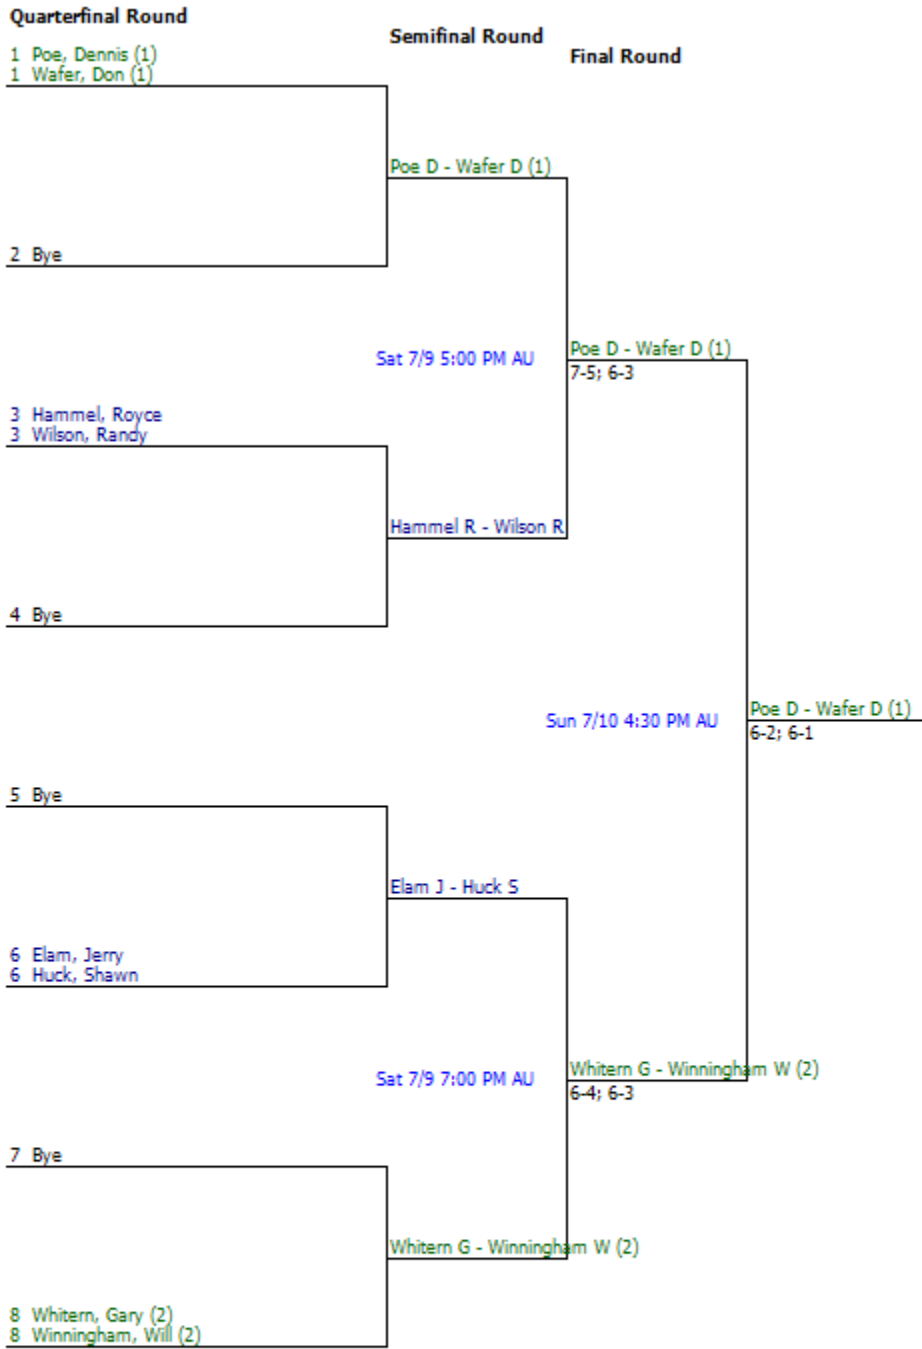 Quarterfinal Round
Semifinal Round
Final Round
1 Poe, Dennis (1)
1 Wafer, Don (1)
Poe D - Wafer D (1)
2 Bye
Sat 7/9 5:00 PM AU
Poe D - Wafer D (1)
7-5; 6-3
3 Hammel, Royce
3 Wilson, Randy
Hammel R - Wilson R
4 Bye
Sun 7/10 4:30 PM AU
Poe D - Wafer D (1)
6-2; 6-1
5 Bye
Elam J - Huck S
6 Elam, Jerry
6 Huck, Shawn
Sat 7/9 7:00 PM AU
Whitern G - Winningham W (2)
6-4; 6-3
7 Bye
Whitern G - Winningham W (2)
8 Whitern, Gary (2)
8 Winningham, Will (2)